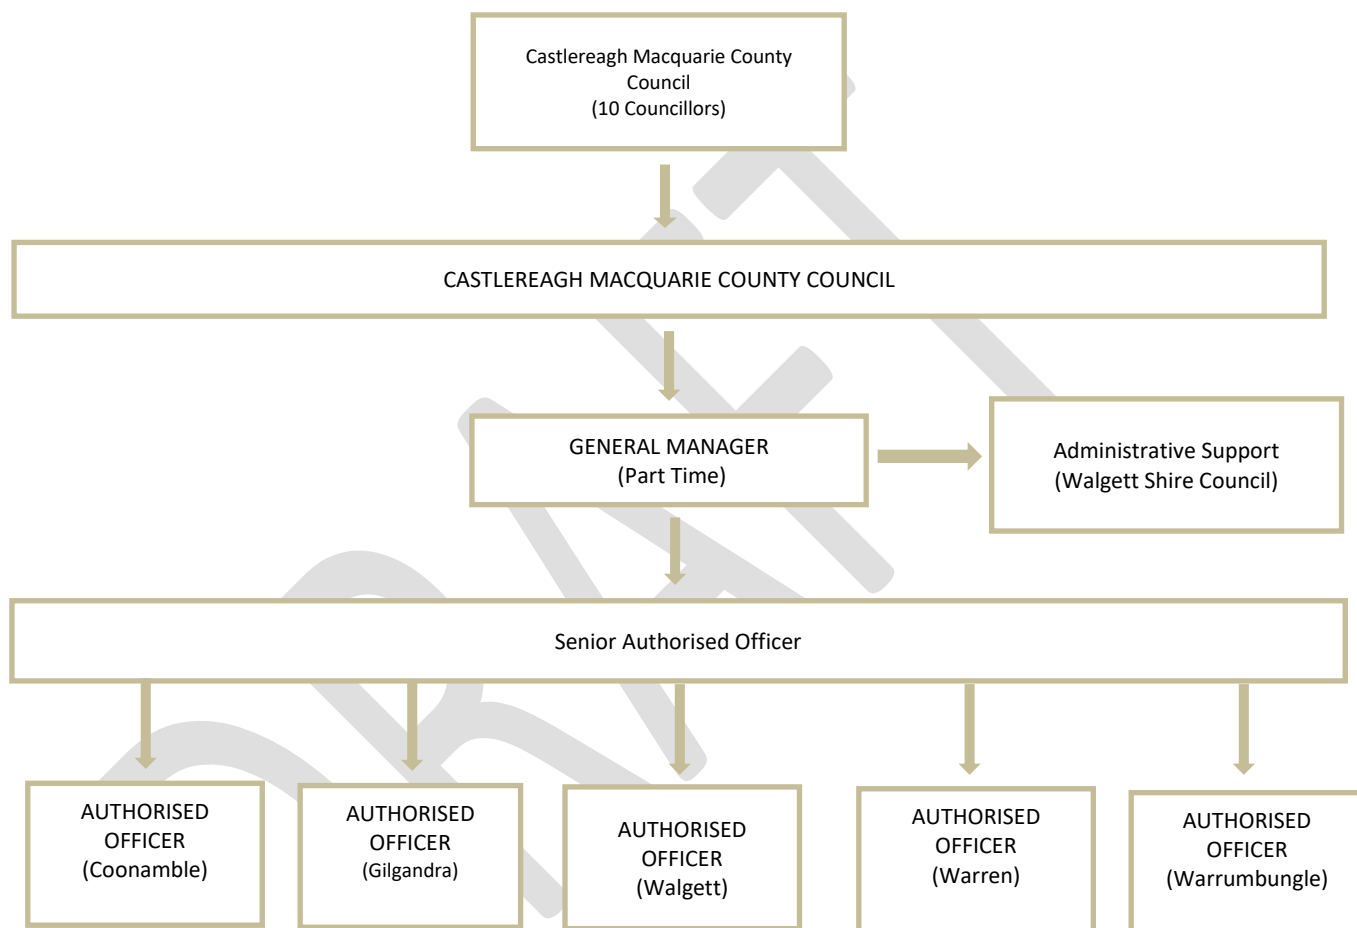 Castlereagh Macquarie County
Council
(10 Councillors)
CASTLEREAGH MACQUARIE COUNTY COUNCIL
GENERAL MANAGER
(Part Time)
Administrative Support
(Walgett Shire Council)
Senior Authorised Officer
AUTHORISED
OFFICER
(Coonamble)
AUTHORISED
OFFICER
(Gilgandra)
AUTHORISED
OFFICER
(Walgett)
AUTHORISED
OFFICER
(Warren)
AUTHORISED
OFFICER
(Warrumbungle)
DRAFT